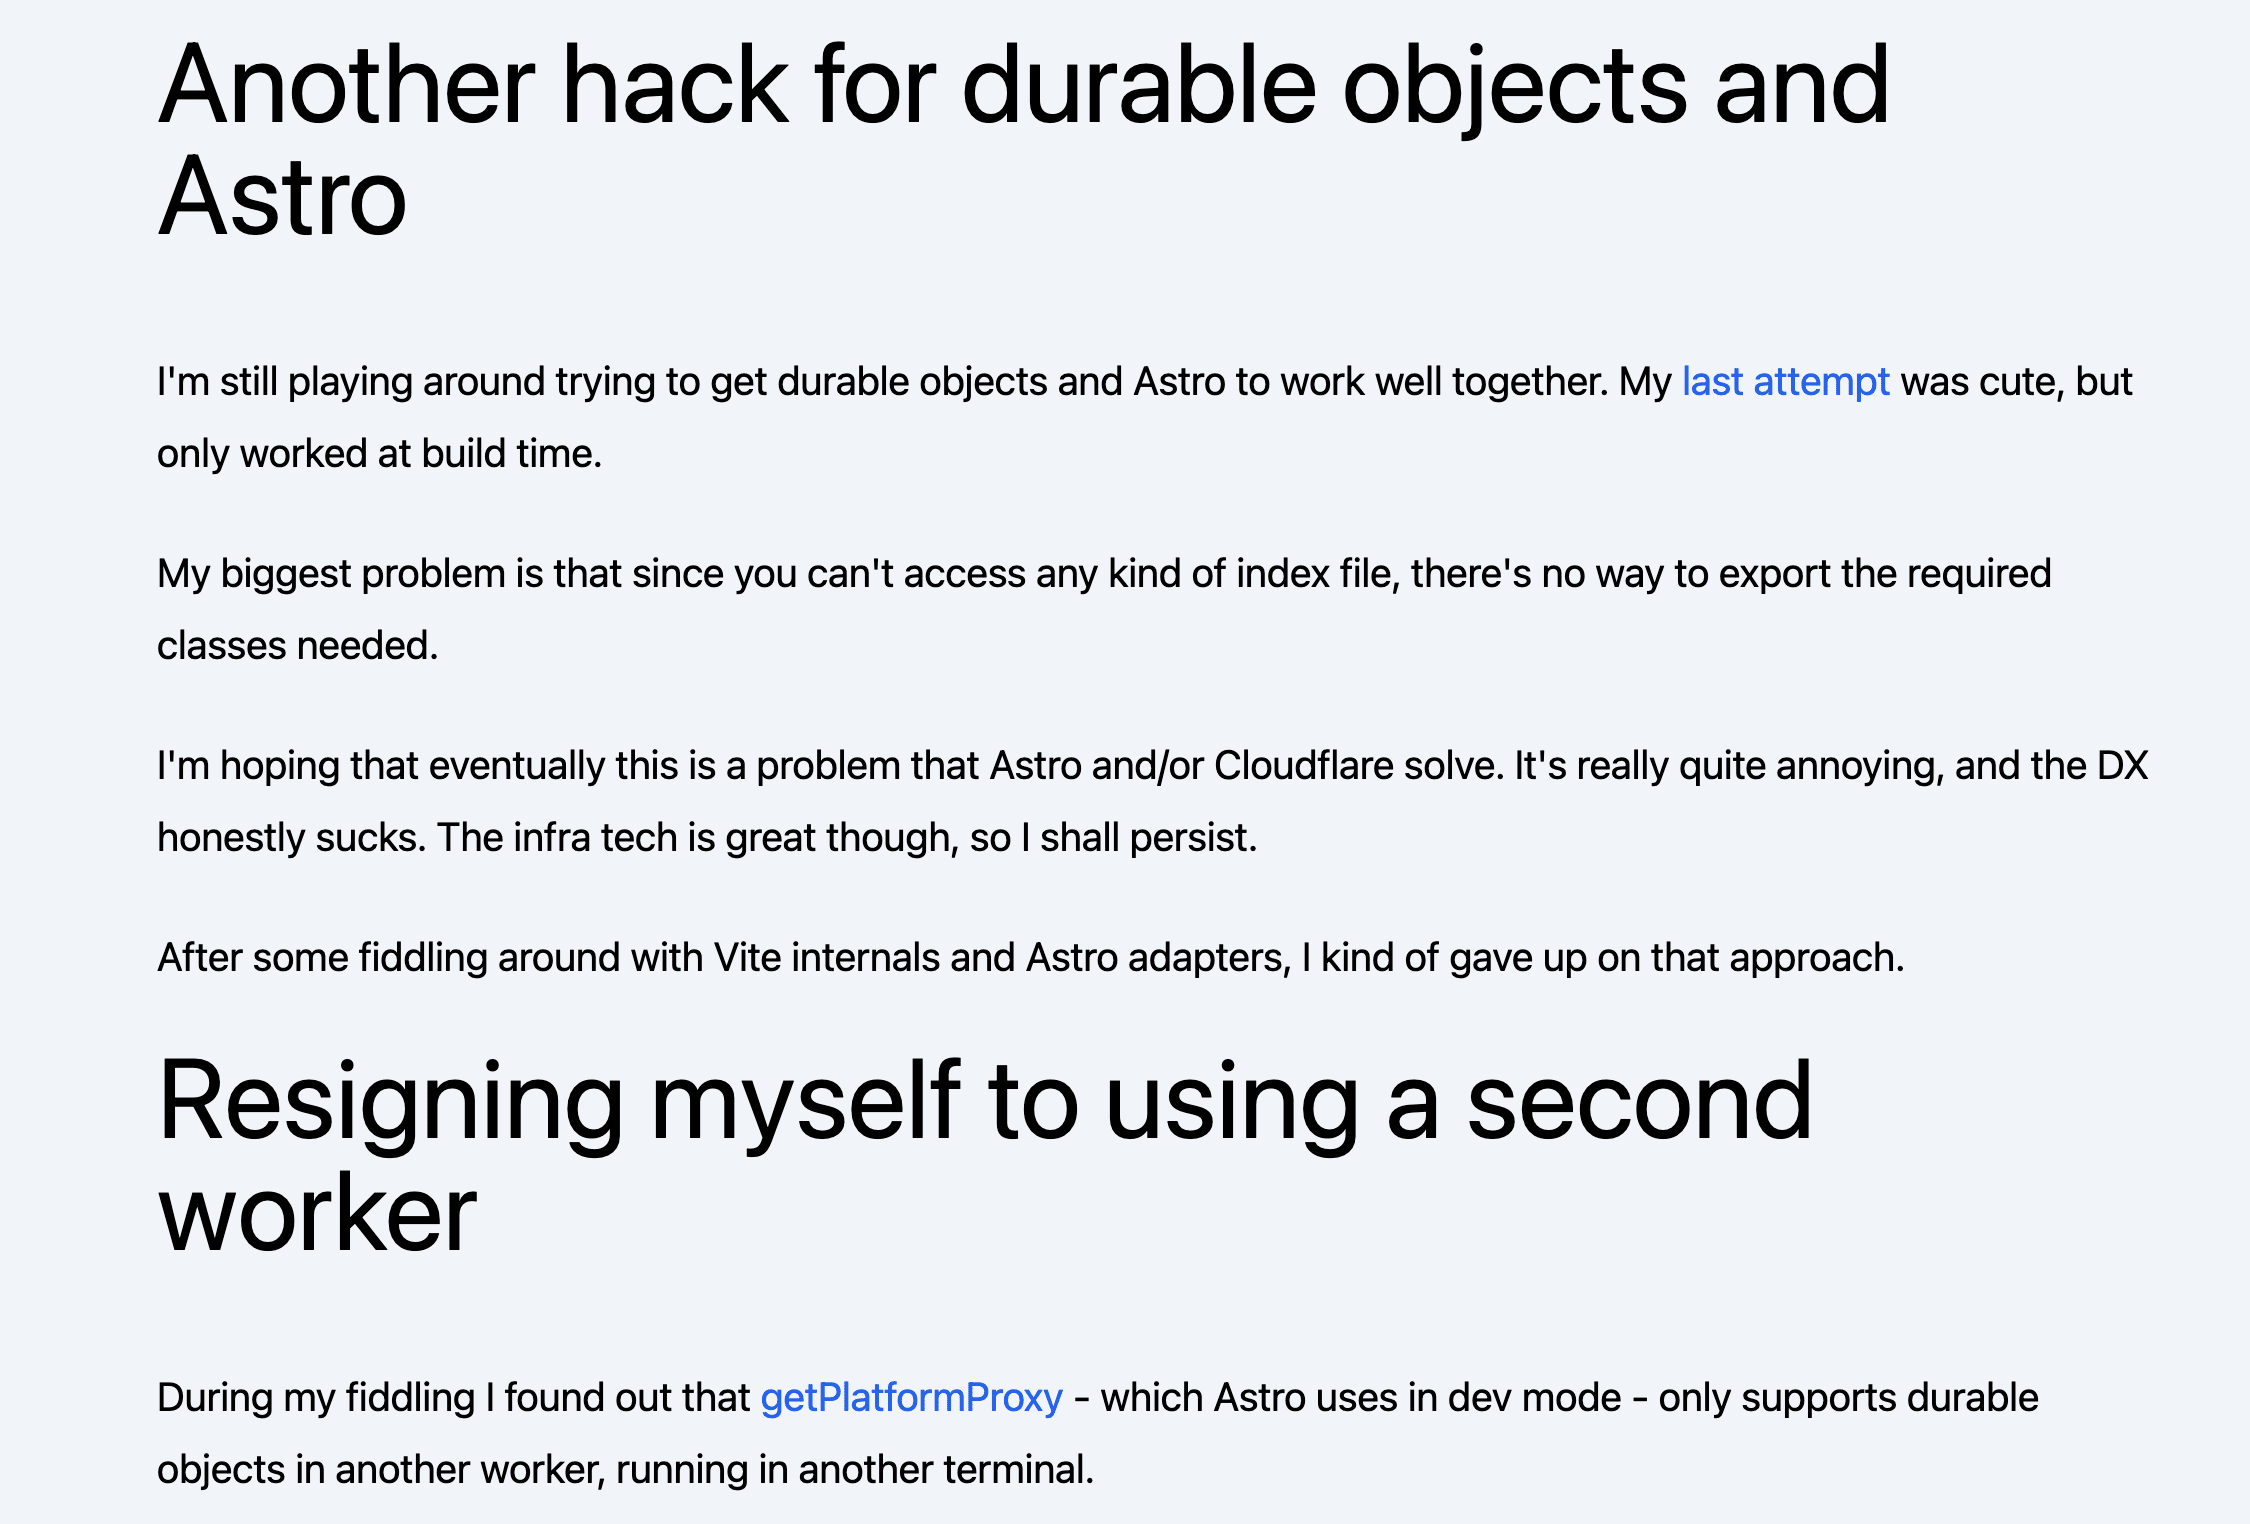 Another hack for durable objects and
Astro
I'm still playing around trying to get durable objects and Astro to work well together. My last attempt was cute, but
only worked at build time.
My biggest problem is that since you can't access any kind of index file, there's no way to export the required
classes needed.
I'm hoping that eventually this is a problem that Astro and/or Cloudflare solve. It's really quite annoying, and the DX
honestly sucks. The infra tech is great though, so I shall persist.
After some fiddling around with Vite internals and Astro adapters, I kind of gave up on that approach.
Resigning myself to using a second
worker
During my fiddling I found out that getPlatformProxy - which Astro uses in dev mode - only supports durable
objects in another worker, running in another terminal.